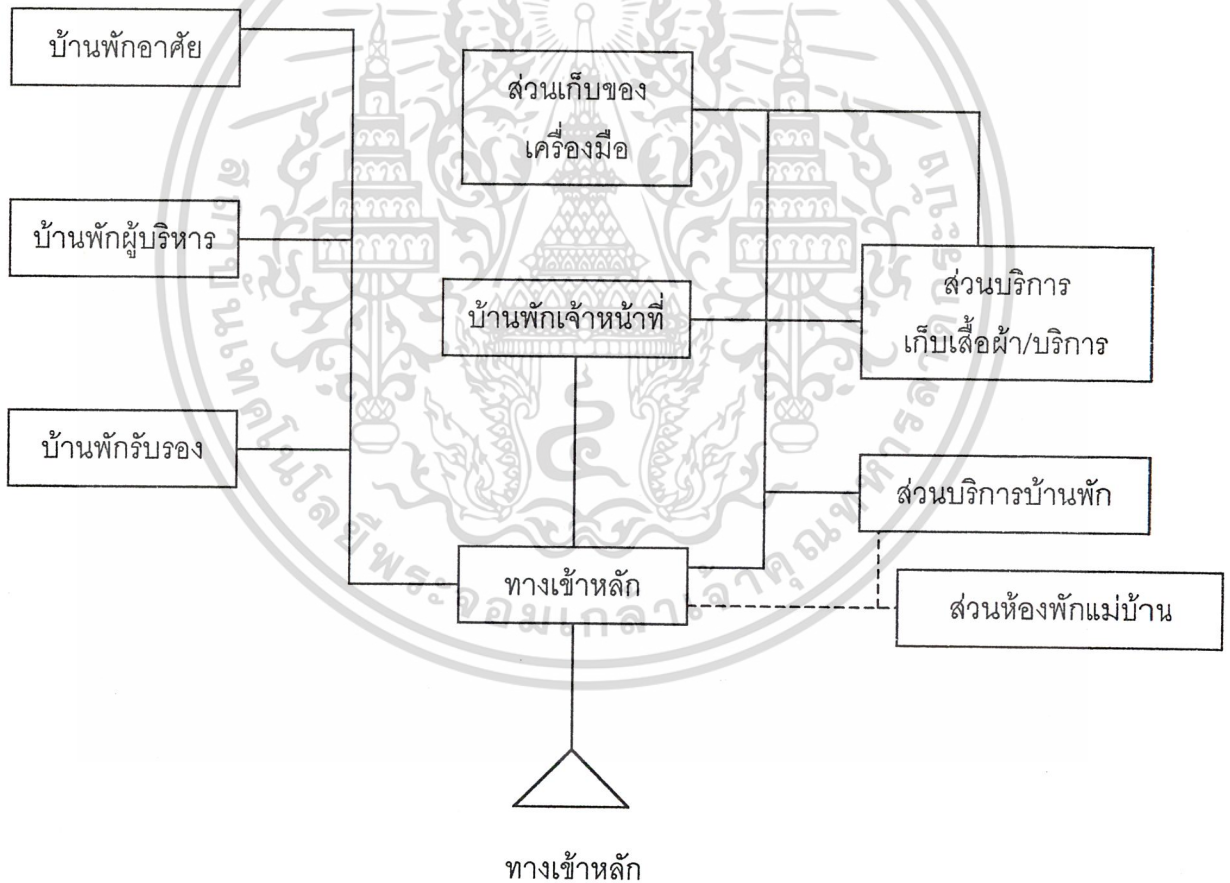 บ้านพักอาศัย
ส่วนเก็บของ
เครื่องมือ
บ้านพักผู้บริหาร
ส่วนบริการ
เก็บเสื้อผ้า/บริการ
บ้านพักเจ้าหน้าที่
บ้านพักรับรอง
ส่วนบริการบ้านพัก
ทางเข้าหลัก
ส่วนห้องพักแม่บ้าน
ทางเข้าหลัก